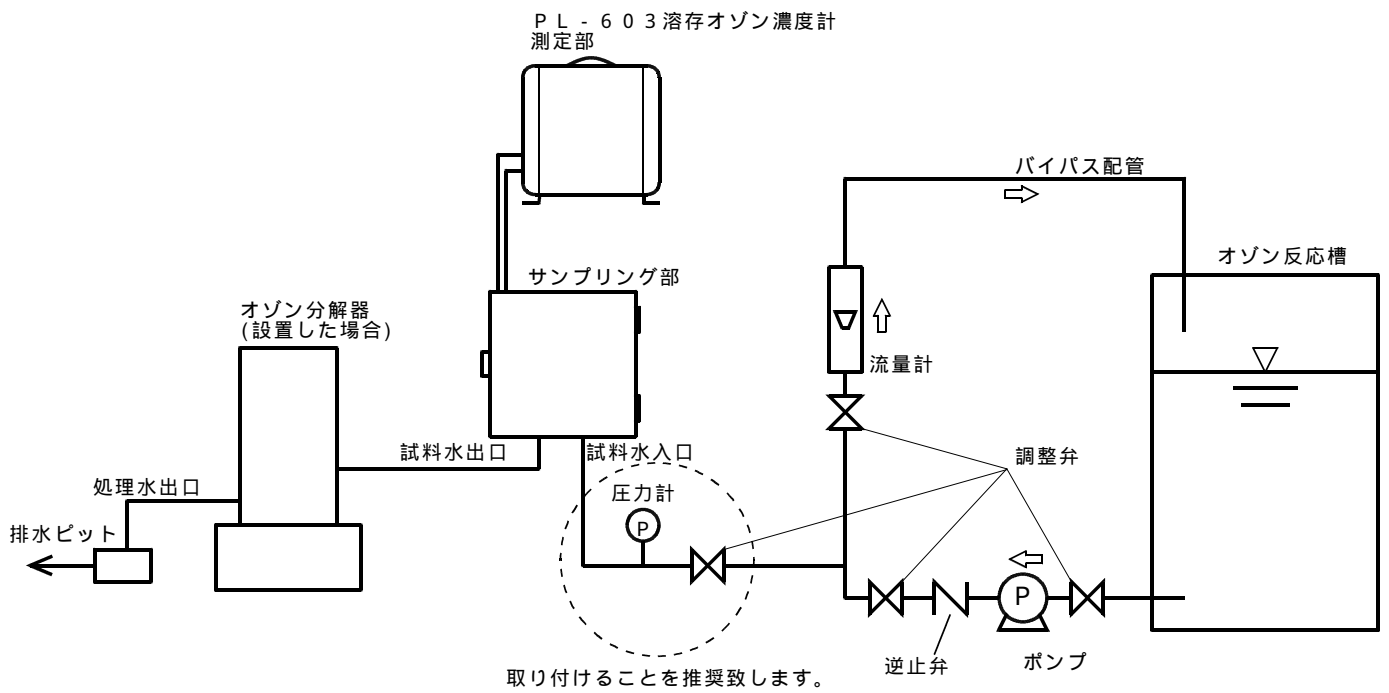 ＰＬ-６０３溶存オゾン濃度計
測定部
バイパス配管
オゾン反応槽
サンプリング部
オゾン分解器
(設置した場合)
流量計
試料水出口
試料水入口
調整弁
処理水出口
圧力計
排水ピット
P
P
逆止弁
ポンプ
取り付けることを推奨致します。